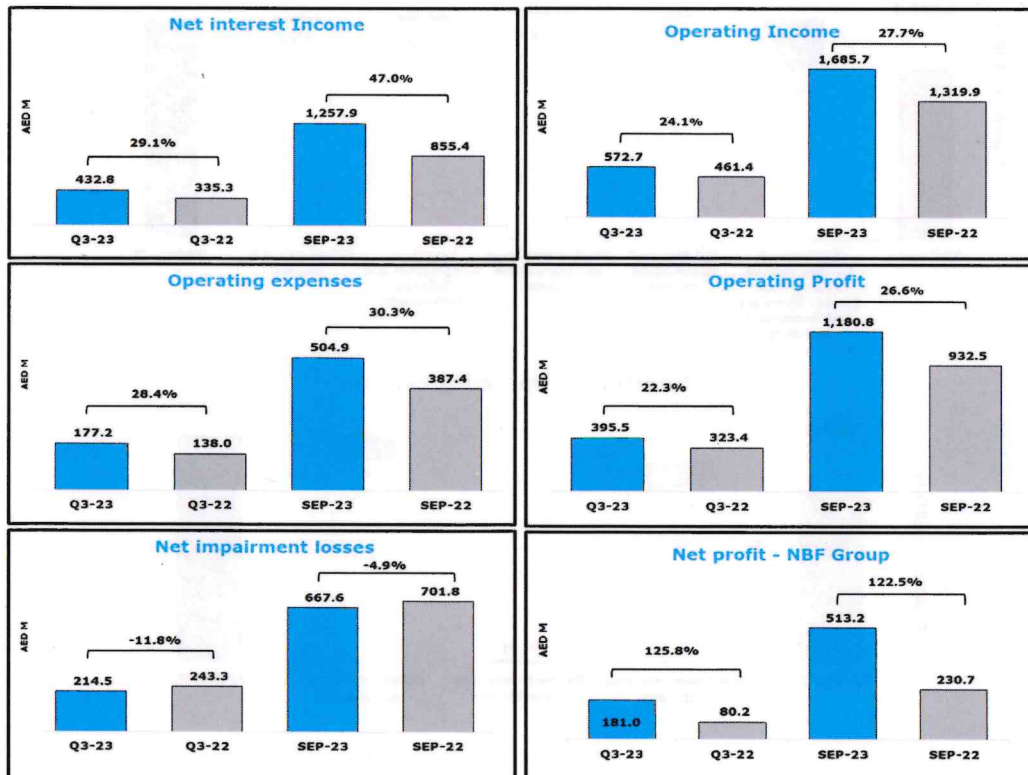 Net interest Income
AED M
47.0%
1,257.9
855.4
29.1%
432.8
335.3
Q3-23
Q3-22
SEP-23
SEP-22
Operating Income
AED M
27.7%
1,685.7
1,319.9
24.1%
572.7
461.4
Q3-23
Q3-22
SEP-23
SEP-22
Operating expenses
AED M
30.3%
504.9
387.4
28.4%
177.2
138.0
Q3-23
Q3-22
SEP-23
SEP-22
Operating Profit
AED M
26.6%
1,180.8
932.5
22.3%
395.5
323.4
Q3-23
Q3-22
SEP-23
SEP-22
Net impairment losses
AED M
-4.9%
667.6
701.8
-11.8%
214.5
243.3
Q3-23
Q3-22
SEP-23
SEP-22
Net profit - NBF Group
AED M
122.5%
513.2
230.7
125.8%
181.0
80.2
Q3-23
Q3-22
SEP-23
SEP-22